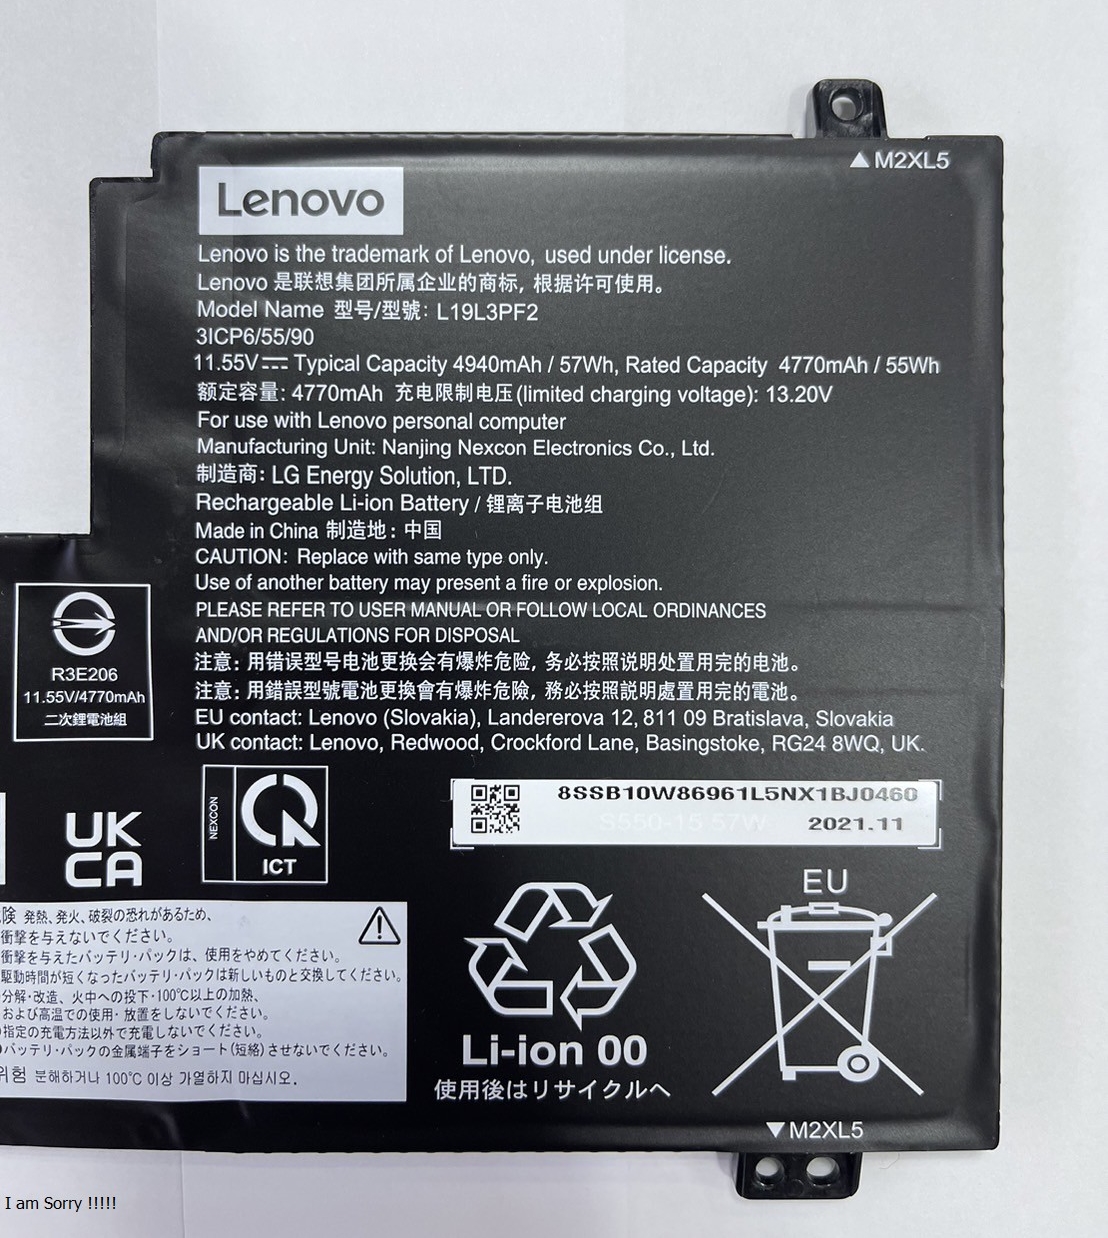 M2XL5
Lenovo
Lenovo is the trademark of Lenovo, used under license.
Lenovo 是联想集团所属企业的商标，根据许可使用。
Model Name 型号/型號: L19L3PF2
3ICP6/55/90
11.55V⎓ Typical Capacity 4940mAh / 57Wh, Rated Capacity 4770mAh / 55Wh
额定容量: 4770mAh 充电限制电压(limited charging voltage): 13.20V
For use with Lenovo personal computer
Manufacturing Unit: Nanjing Nexcon Electronics Co., Ltd.
制造商: LG Energy Solution, LTD.
Rechargeable Li-ion Battery / 锂离子电池组
Made in China 制造地: 中国
CAUTION: Replace with same type only.
Use of another battery may present a fire or explosion.
PLEASE REFER TO USER MANUAL OR FOLLOW LOCAL ORDINANCES
AND/OR REGULATIONS FOR DISPOSAL
注意: 用错误型号电池更换会有爆炸危险, 务必按照说明处置用完的电池。
注意: 用錯誤型號電池更換會有爆炸危險, 務必按照説明處置用完的電池。
EU contact: Lenovo (Slovakia), Landererova 12, 811 09 Bratislava, Slovakia
UK contact: Lenovo, Redwood, Crockford Lane, Basingstoke, RG24 8WQ, UK.
R3E206
11.55V/4770mAh
二次鋰電池組
UK
CA
NEXCON
ICT
8SSB10W86961L5NX1BJ0460
S550-15 57W 2021.11
険 発熱、発火、破裂の恐れがあるため、
衝撃を与えないでください。
衝撃を与えたバッテリ・パックは、使用をやめてください。
駆動時間が短くなったバッテリ・パックは新しいものと交換してください。
分解・改造、火中への投下・100℃以上の加熱、
および高温での使用・放置をしないでください。
指定の充電方法以外で充電しないでください。
バッテリ・パックの金属端子をショート(短絡)させないでください。
위험 분해하거나 100℃ 이상 가열하지 마십시오.
Li-ion 00
使用後はリサイクルへ
EU
M2XL5
I am Sorry !!!!!